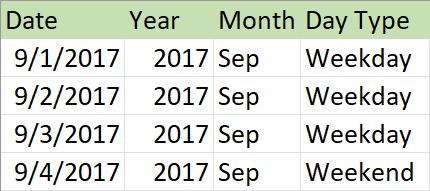 Date Year Month Day Type
9/1/2017 2017 Sep Weekday
9/2/2017 2017 Sep Weekday
9/3/2017 2017 Sep Weekday
9/4/2017 2017 Sep Weekend